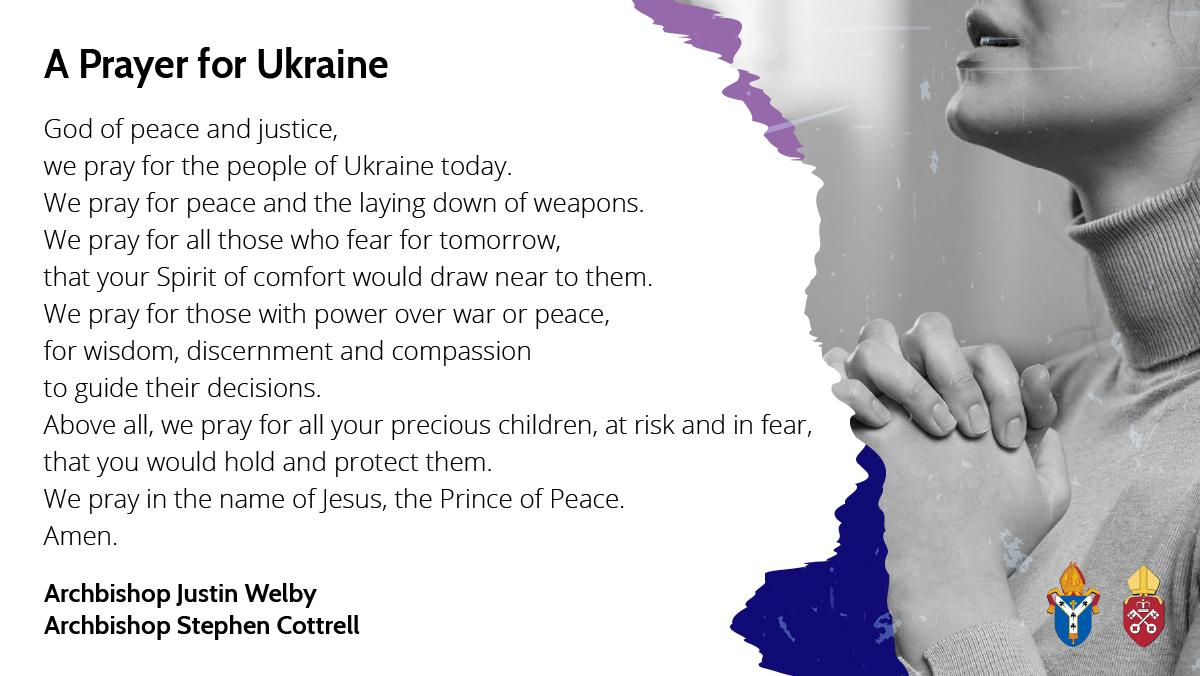 A Prayer for Ukraine
God of peace and justice,
we pray for the people of Ukraine today.
We pray for peace and the laying down of weapons.
We pray for all those who fear for tomorrow,
that your Spirit of comfort would draw near to them.
We pray for those with power over war or peace,
for wisdom, discernment and compassion
to guide their decisions.
Above all, we pray for all your precious children, at risk and in fear,
that you would hold and protect them.
We pray in the name of Jesus, the Prince of Peace.
Amen.
Archbishop Justin Welby
Archbishop Stephen Cottrell